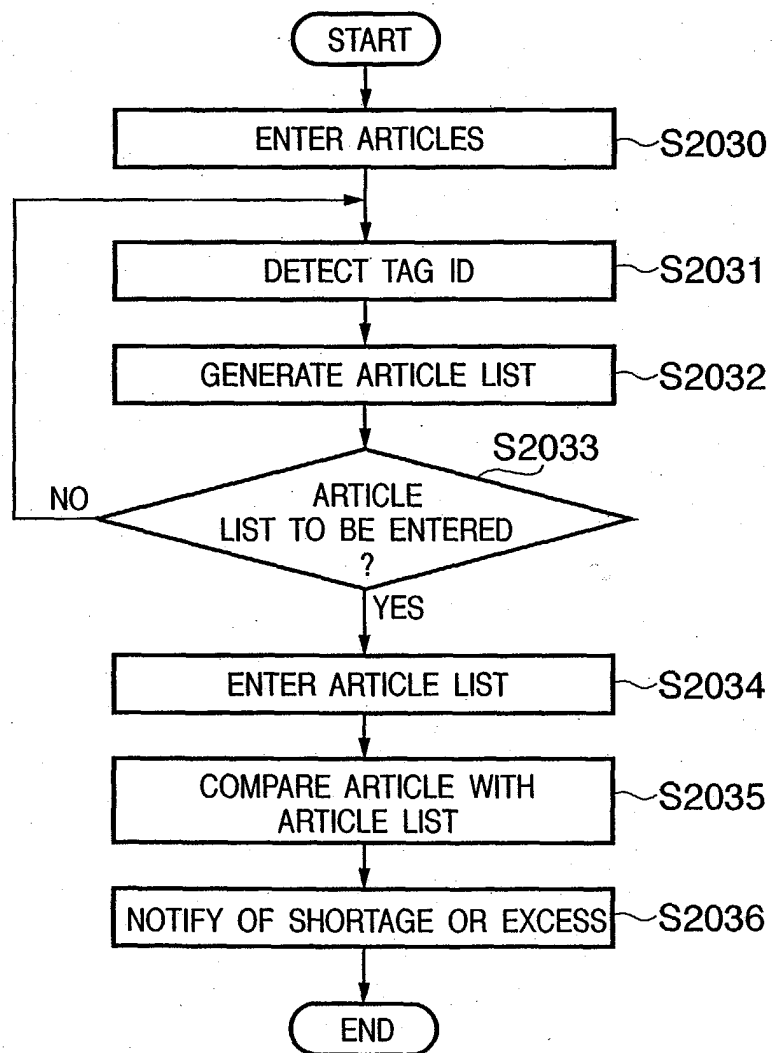 START
ENTER ARTICLES
S2030
DETECT TAG ID
S2031
GENERATE ARTICLE LIST
S2032
S2033
ARTICLE
LIST TO BE ENTERED
?
NO
YES
ENTER ARTICLE LIST
S2034
COMPARE ARTICLE WITH
ARTICLE LIST
S2035
NOTIFY OF SHORTAGE OR EXCESS
S2036
END